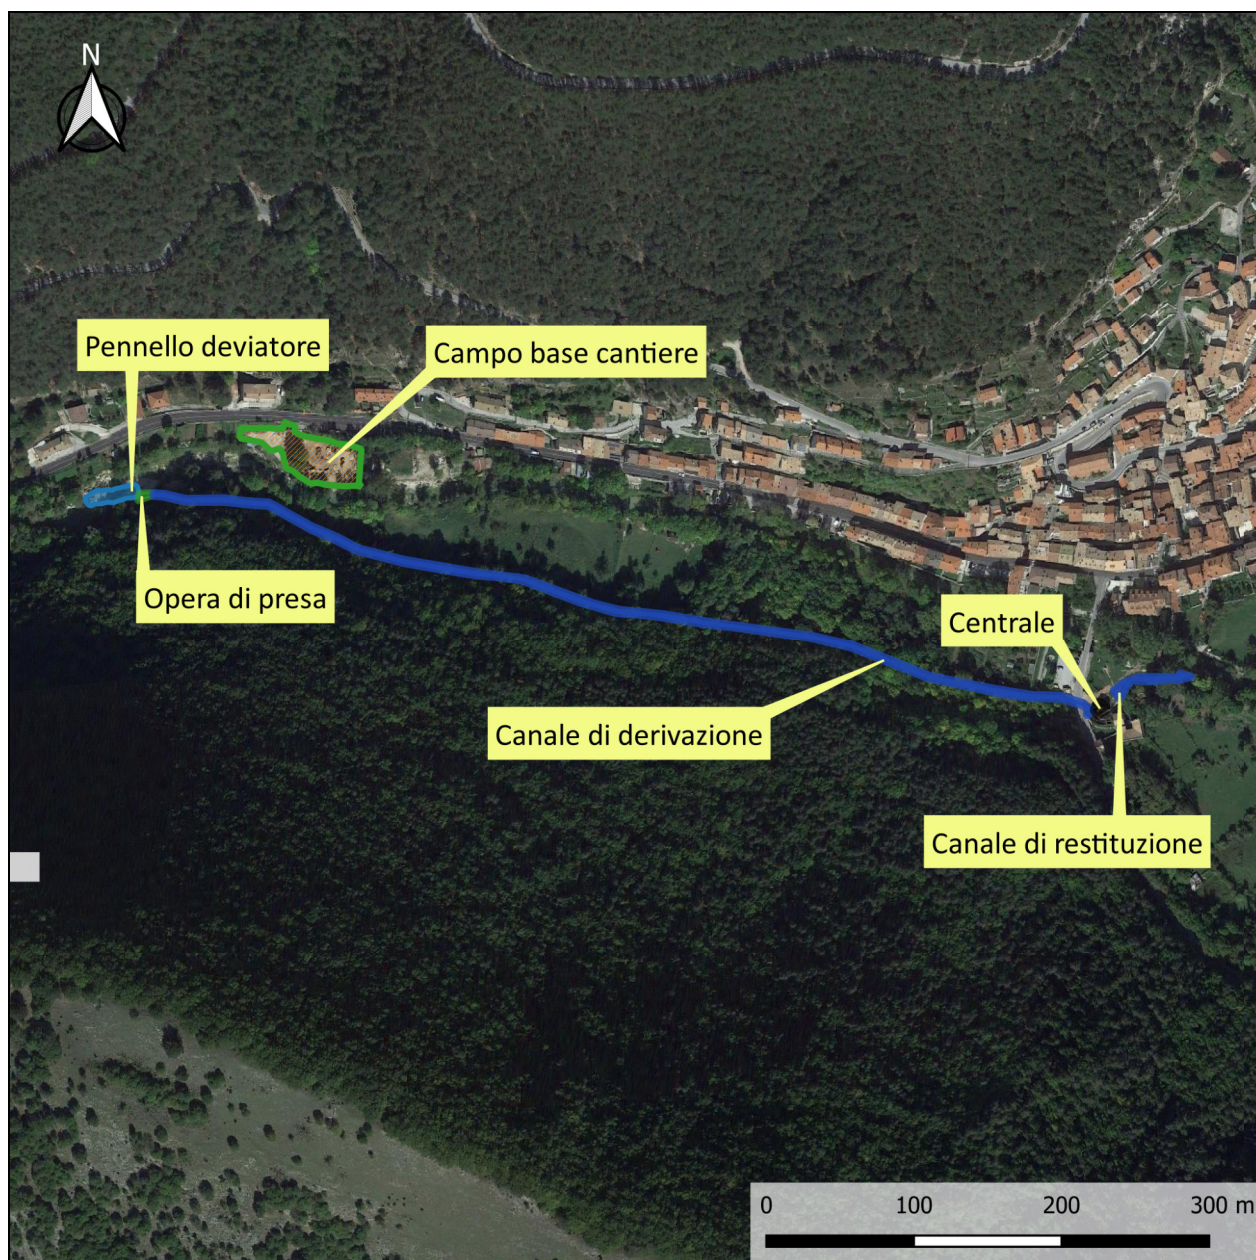 N
Pennello deviatore
Campo base cantiere
Opera di presa
Centrale
Canale di derivazione
Canale di restituzione
0 100 200 300 m